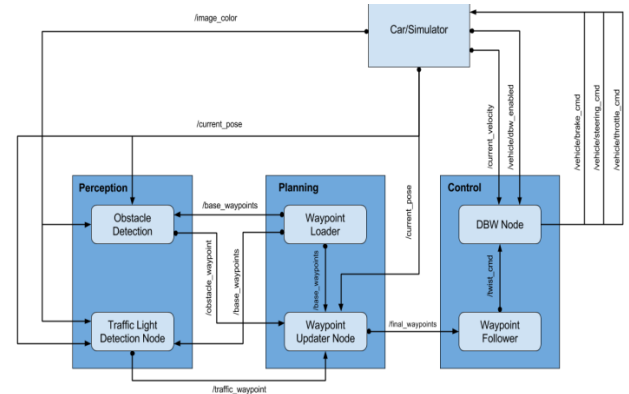 /image_color
Car/Simulator
/current_pose
/current_velocity
/vehicle/dbw_enabled
/vehicle/brake_cmd
/vehicle/steering_cmd
/vehicle/throttle_cmd
Perception
Planning
Control
/current_pose
Obstacle
Detection
/base_waypoints
Waypoint
Loader
DBW Node
/obstacle_waypoint
/base_waypoints
/base_waypoints
/twist_cmd
Traffic Light
Detection Node
Waypoint
Updater Node
/final_waypoints
Waypoint
Follower
/traffic_waypoint